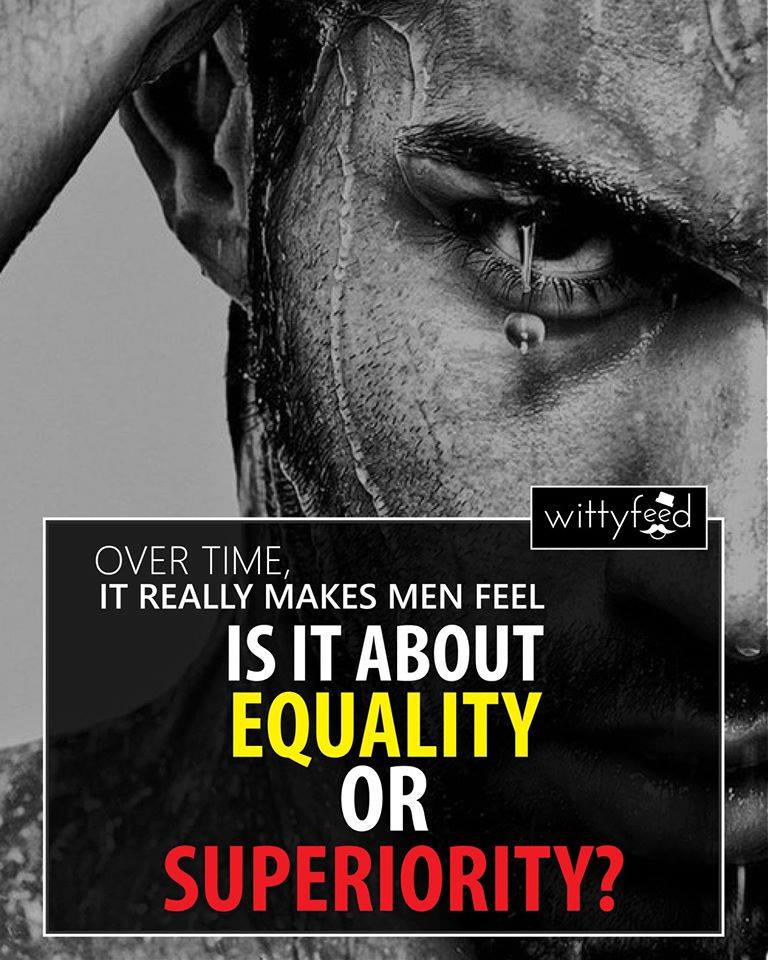 wittyfeed
OVER TIME,
IT REALLY MAKES MEN FEEL
IS IT ABOUT
EQUALITY
OR
SUPERIORITY?